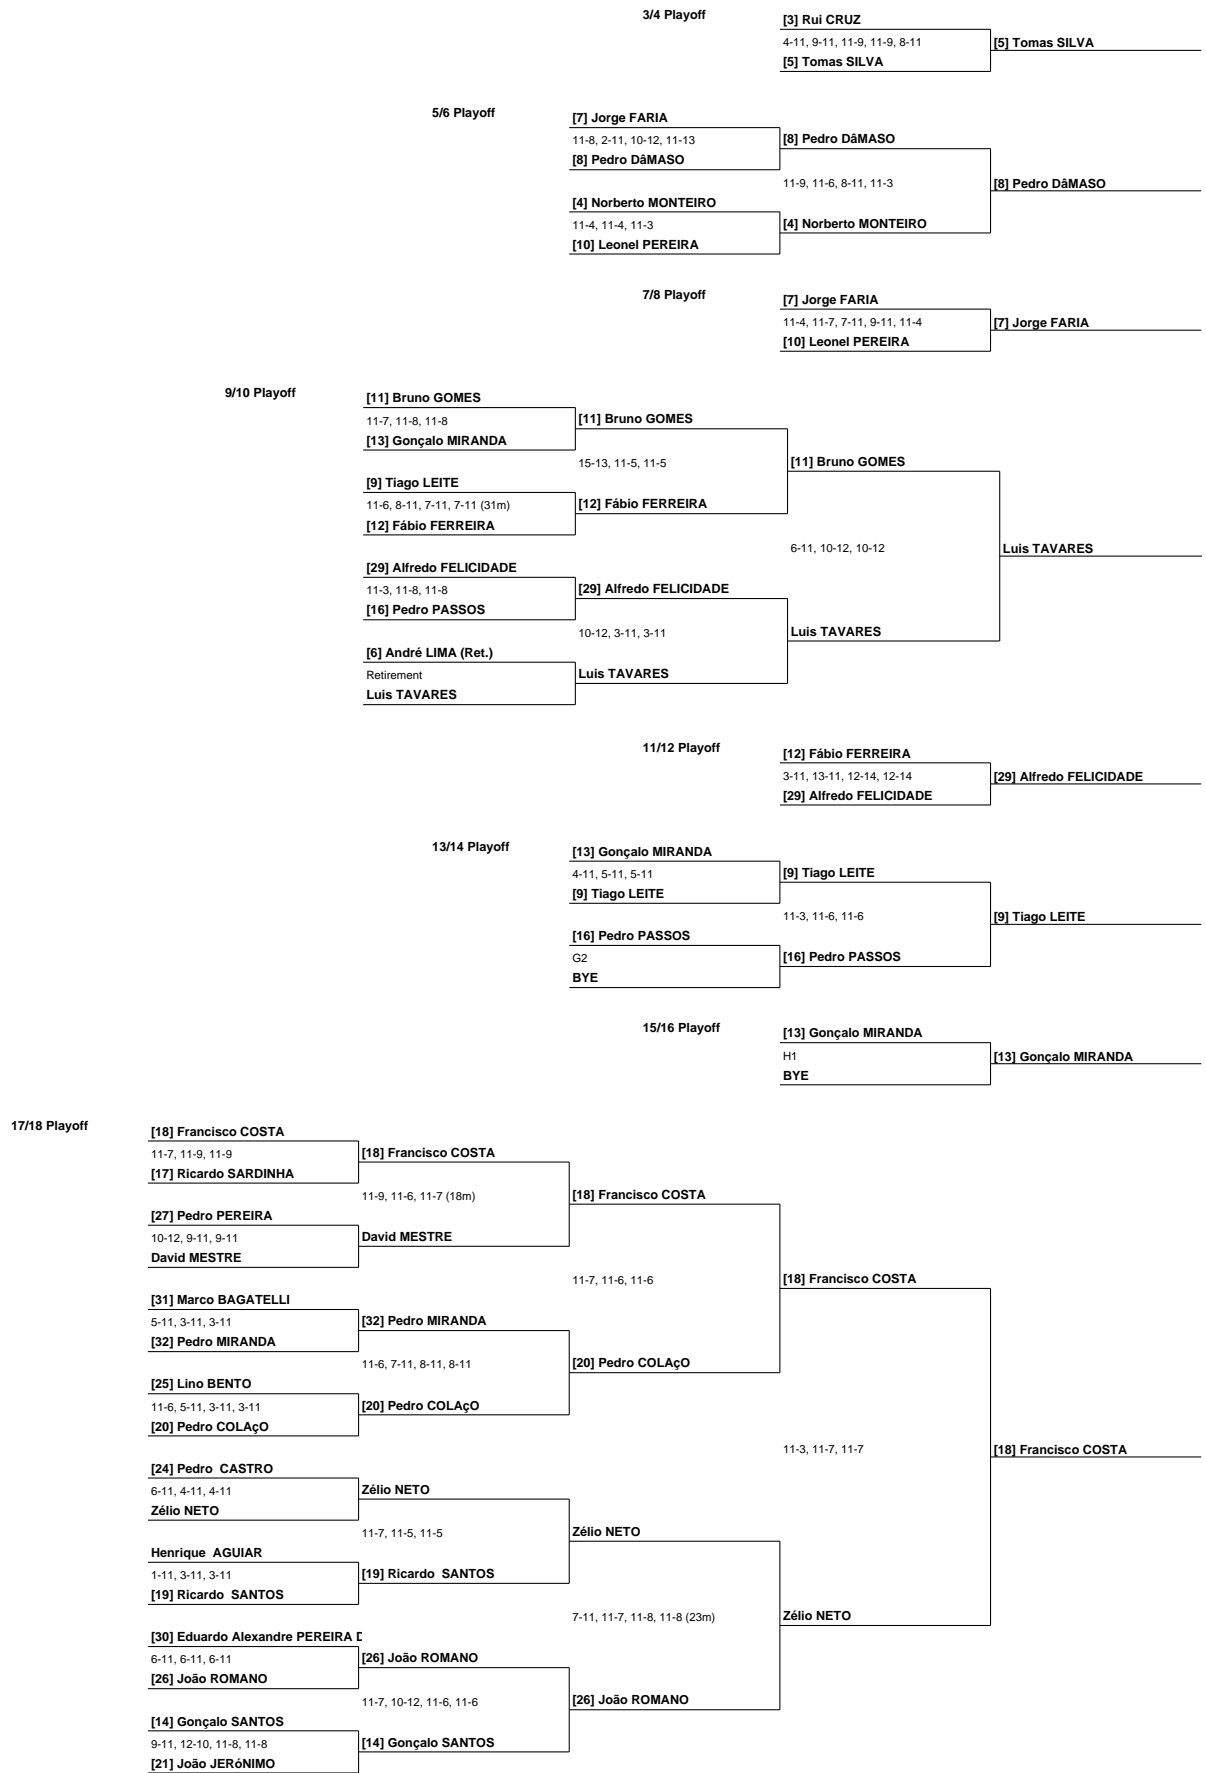 3/4 Playoff
[3] Rui CRUZ
4-11, 9-11, 11-9, 11-9, 8-11
[5] Tomas SILVA
[5] Tomas SILVA
5/6 Playoff
[7] Jorge FARIA
11-8, 2-11, 10-12, 11-13
[8] Pedro DâMASO
[8] Pedro DâMASO
11-9, 11-6, 8-11, 11-3
[8] Pedro DâMASO
[4] Norberto MONTEIRO
11-4, 11-4, 11-3
[4] Norberto MONTEIRO
[10] Leonel PEREIRA
7/8 Playoff
[7] Jorge FARIA
11-4, 11-7, 7-11, 9-11, 11-4
[7] Jorge FARIA
[10] Leonel PEREIRA
9/10 Playoff
[11] Bruno GOMES
11-7, 11-8, 11-8
[11] Bruno GOMES
[13] Gonçalo MIRANDA
15-13, 11-5, 11-5
[11] Bruno GOMES
[9] Tiago LEITE
11-6, 8-11, 7-11, 7-11 (31m)
[12] Fábio FERREIRA
[12] Fábio FERREIRA
6-11, 10-12, 10-12
Luis TAVARES
[29] Alfredo FELICIDADE
11-3, 11-8, 11-8
[29] Alfredo FELICIDADE
[16] Pedro PASSOS
10-12, 3-11, 3-11
Luis TAVARES
[6] André LIMA (Ret.)
Retirement
Luis TAVARES
Luis TAVARES
11/12 Playoff
[12] Fábio FERREIRA
3-11, 13-11, 12-14, 12-14
[29] Alfredo FELICIDADE
[29] Alfredo FELICIDADE
13/14 Playoff
[13] Gonçalo MIRANDA
4-11, 5-11, 5-11
[9] Tiago LEITE
[9] Tiago LEITE
11-3, 11-6, 11-6
[9] Tiago LEITE
[16] Pedro PASSOS
G2
[16] Pedro PASSOS
BYE
15/16 Playoff
[13] Gonçalo MIRANDA
H1
[13] Gonçalo MIRANDA
BYE
17/18 Playoff
[18] Francisco COSTA
11-7, 11-9, 11-9
[18] Francisco COSTA
[17] Ricardo SARDINHA
11-9, 11-6, 11-7 (18m)
[18] Francisco COSTA
[27] Pedro PEREIRA
10-12, 9-11, 9-11
David MESTRE
David MESTRE
11-7, 11-6, 11-6
[18] Francisco COSTA
[31] Marco BAGATELLI
5-11, 3-11, 3-11
[32] Pedro MIRANDA
[32] Pedro MIRANDA
11-6, 7-11, 8-11, 8-11
[20] Pedro COLAçO
[25] Lino BENTO
11-6, 5-11, 3-11, 3-11
[20] Pedro COLAçO
[20] Pedro COLAçO
11-3, 11-7, 11-7
[18] Francisco COSTA
[24] Pedro  CASTRO
6-11, 4-11, 4-11
Zélio NETO
Zélio NETO
11-7, 11-5, 11-5
Zélio NETO
Henrique  AGUIAR
1-11, 3-11, 3-11
[19] Ricardo  SANTOS
[19] Ricardo  SANTOS
7-11, 11-7, 11-8, 11-8 (23m)
Zélio NETO
[30] Eduardo Alexandre PEREIRA D
6-11, 6-11, 6-11
[26] João ROMANO
[26] João ROMANO
11-7, 10-12, 11-6, 11-6
[26] João ROMANO
[14] Gonçalo SANTOS
9-11, 12-10, 11-8, 11-8
[14] Gonçalo SANTOS
[21] João JERóNIMO